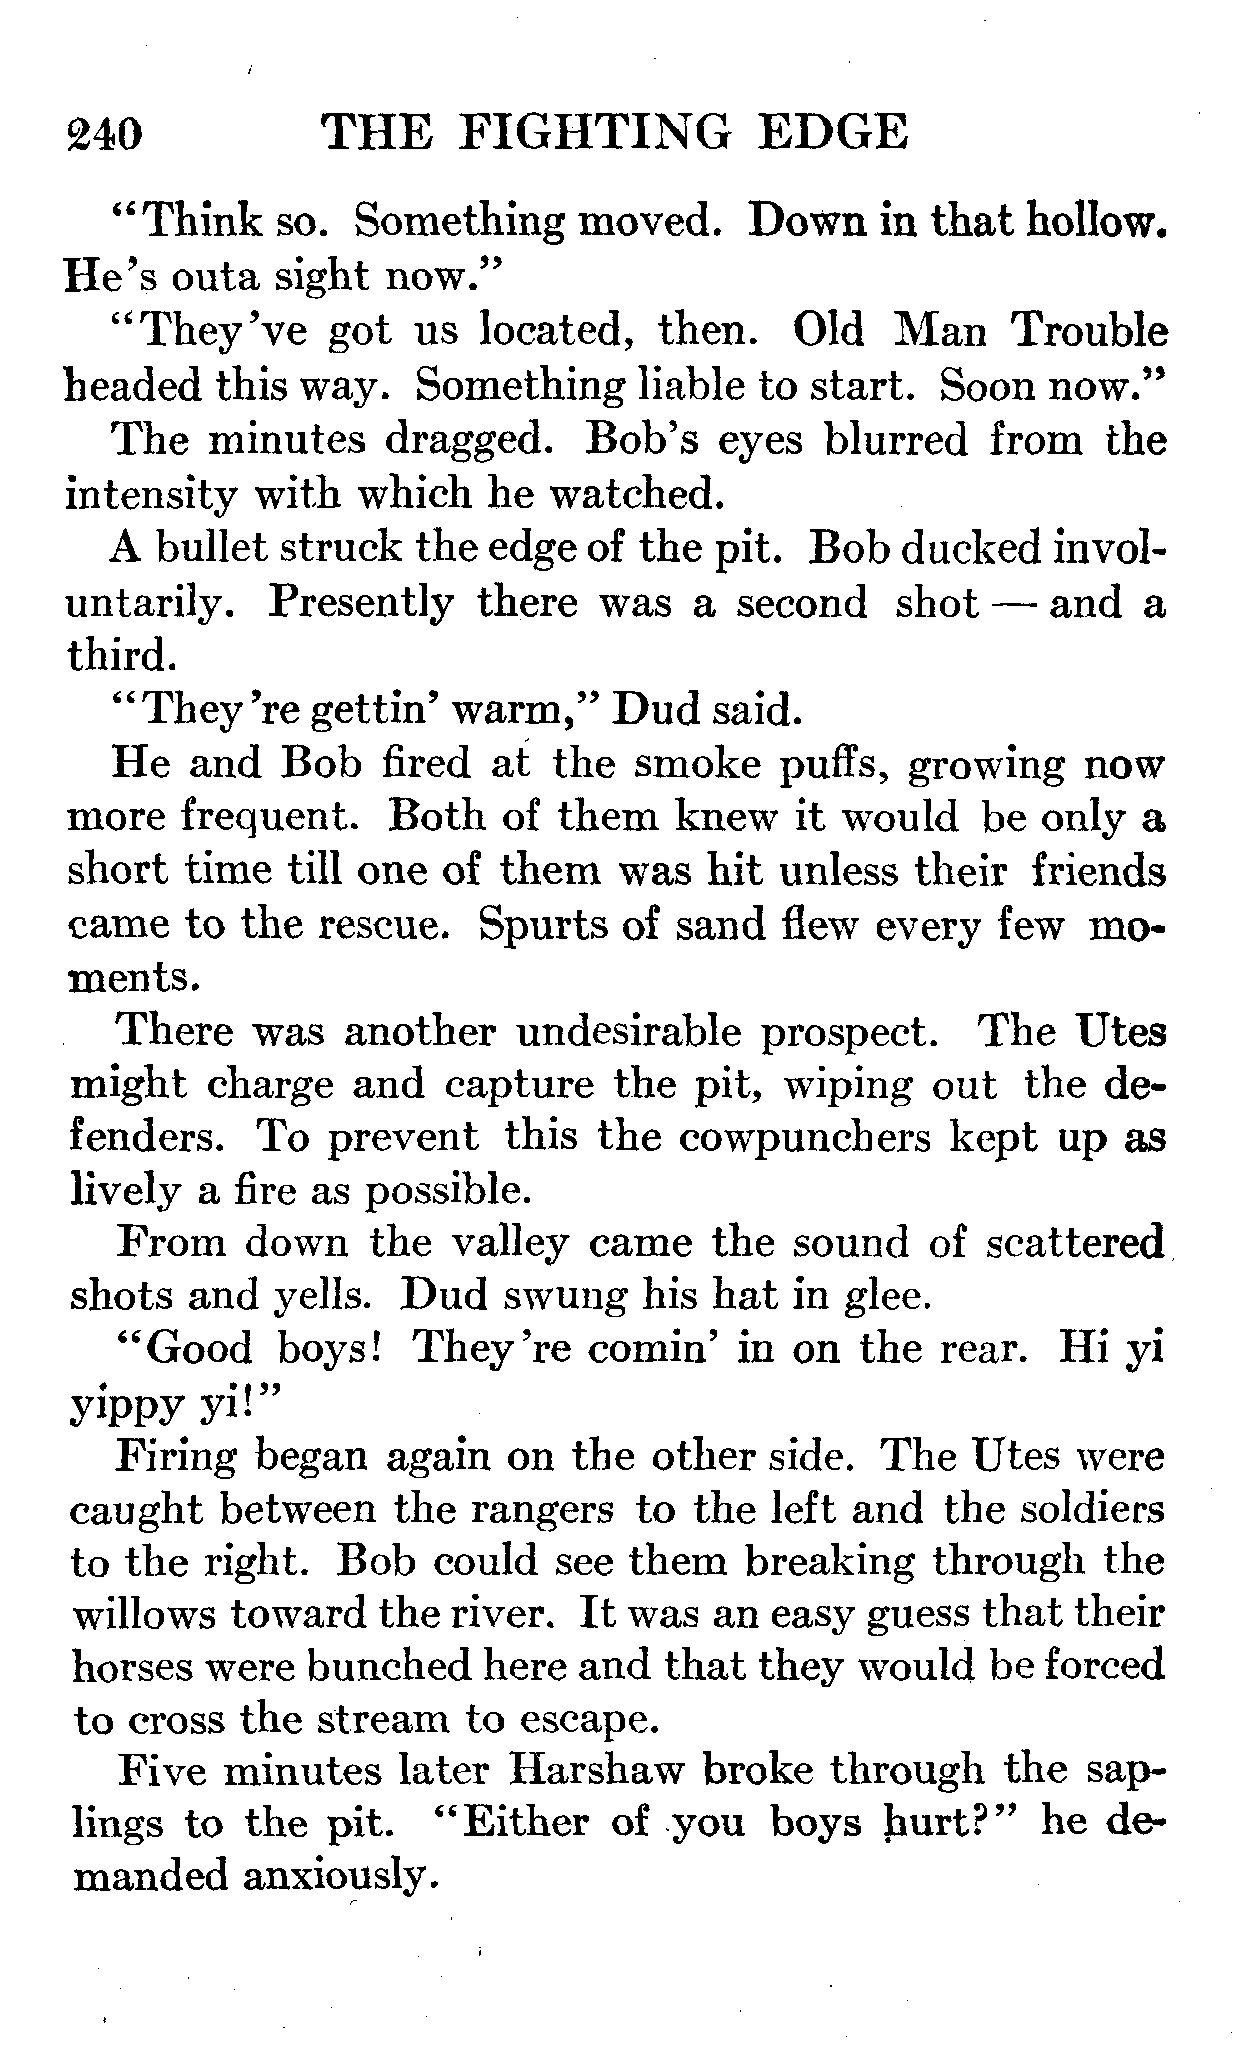 240 THE FIGHTING EDGE
“Think so. Something moved. Down in that hollow.
He's outa sight now.”
“They've got us located, then. Old Man Trouble
headed this way. Something liable to start. Soon now.”
The minutes dragged. Bob's eyes blurred from the
intensity with which he watched.
A bullet struck the edge of the pit. Bob ducked invol-
untarily. Presently there was a second shot — and a
third.
“They're gettin' warm,” Dud said.
He and Bob fired at the smoke puffs, growing now
more frequent. Both of them knew it would be only a
short time till one of them was hit unless their friends
came to the rescue. Spurts of sand flew every few mo-
ments.
There was another undesirable prospect. The Utes
might charge and capture the pit, wiping out the de-
fenders. To prevent this the cowpunchers kept up as
lively a fire as possible.
From down the valley came the sound of scattered
shots and yells. Dud swung his hat in glee.
“Good boys! They're comin' in on the rear. Hi yi
yippy yi!”
Firing began again on the other side. The Utes were
caught between the rangers to the left and the soldiers
to the right. Bob could see them breaking through the
willows toward the river. It was an easy guess that their
horses were bunched here and that they would be forced
to cross the stream to escape.
Five minutes later Harshaw broke through the sap-
lings to the pit. “Either of you boys hurt?” he de-
manded anxiously.